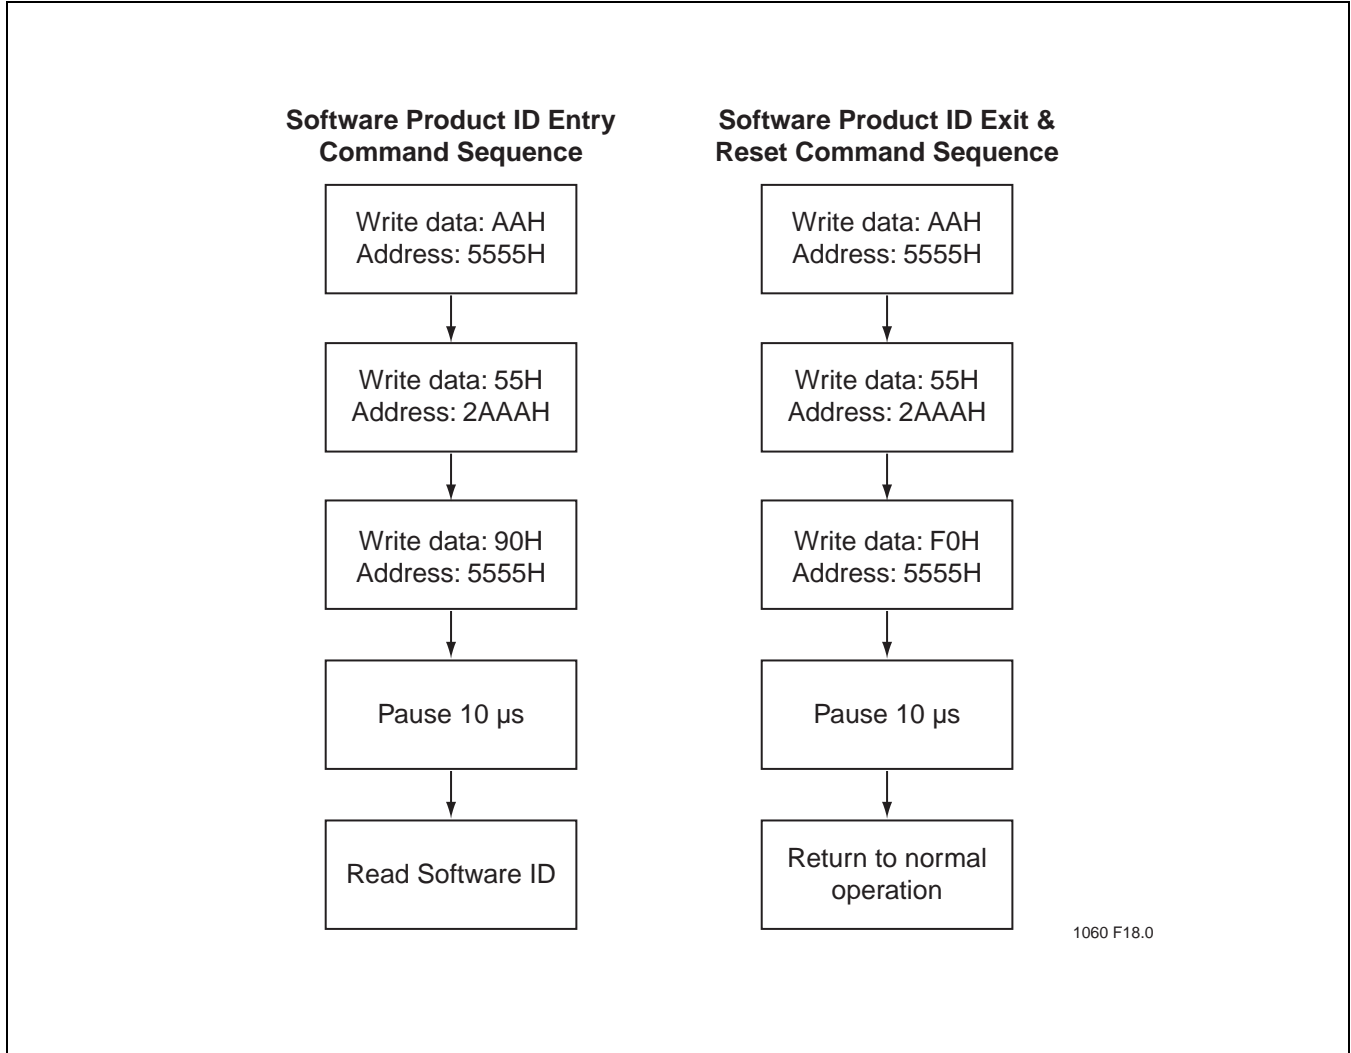 Software Product ID Entry
Command Sequence
Write data: AAH
Address: 5555H
Write data: 55H
Address: 2AAAH
Write data: 90H
Address: 5555H
Pause 10 µs
Read Software ID
Software Product ID Exit &
Reset Command Sequence
Write data: AAH
Address: 5555H
Write data: 55H
Address: 2AAAH
Write data: F0H
Address: 5555H
Pause 10 µs
Return to normal
operation
1060 F18.0